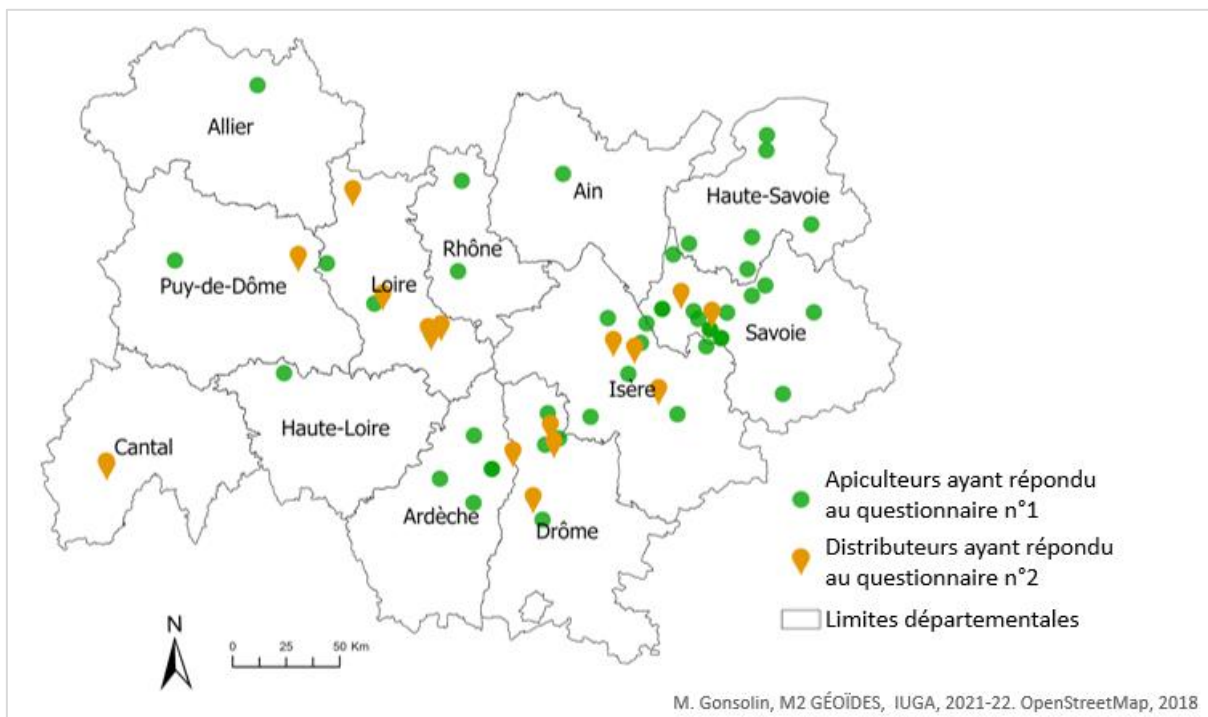 Allier
Ain
Haute-Savoie
Rhône
Puy-de-Dôme
Loire
Savoie
Isère
Haute-Loire
Cantal
Ardèche
Drôme
Apiculteurs ayant répondu
au questionnaire n°1
Distributeurs ayant répondu
au questionnaire n°2
Limites départementales
N
0 25 50 Km
M. Gonsolin, M2 GÉOÏDES, IUGA, 2021-22. OpenStreetMap, 2018